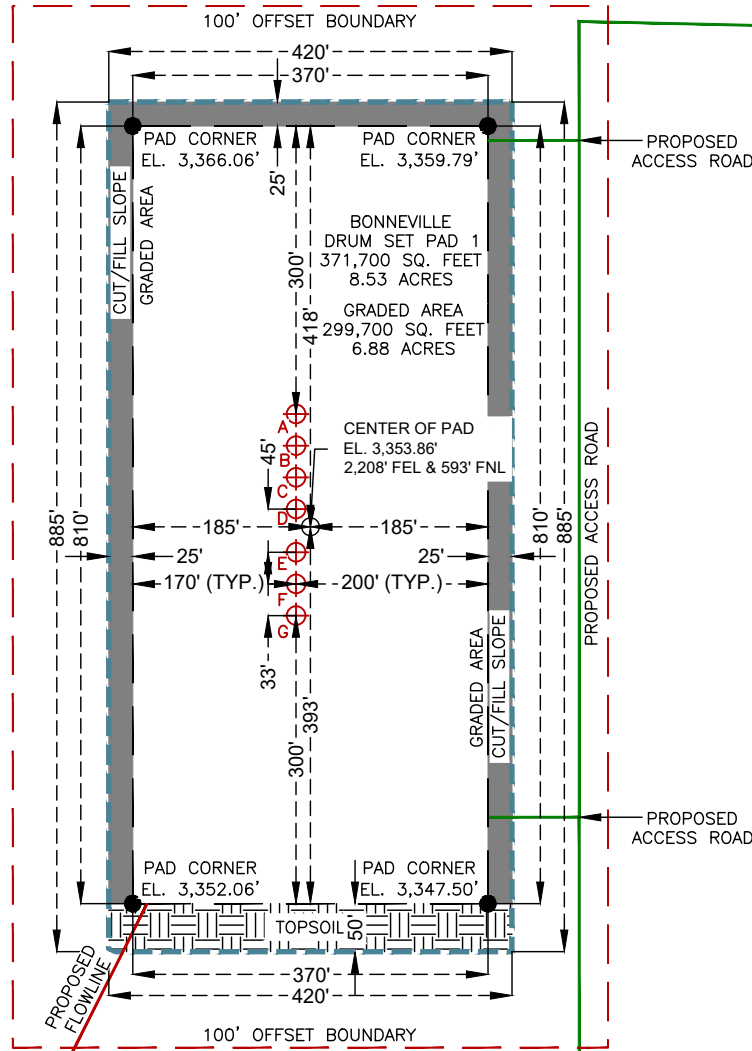 100' OFFSET BOUNDARY
420'
370'
PAD CORNER
EL. 3,366.06'
PAD CORNER
EL. 3,359.79'
PROPOSED
ACCESS ROAD
25'
CUT/FILL SLOPE
GRADED AREA
300'
418'
BONNEVILLE
DRUM SET PAD 1
371,700 SQ. FEET
8.53 ACRES
GRADED AREA
299,700 SQ. FEET
6.88 ACRES
A
B
C
D
E
F
G
45'
CENTER OF PAD
EL. 3,353.86'
2,208' FEL & 593' FNL
PROPOSED ACCESS ROAD
885'
810'
185'
185'
810'
885'
25'
25'
170' (TYP.)
200' (TYP.)
33'
300'
393'
GRADED AREA
CUT/FILL SLOPE
PROPOSED
ACCESS ROAD
PAD CORNER
EL. 3,352.06'
PAD CORNER
EL. 3,347.50'
TOPSOIL
50'
PROPOSED
FLOWLINE
370'
420'
100' OFFSET BOUNDARY